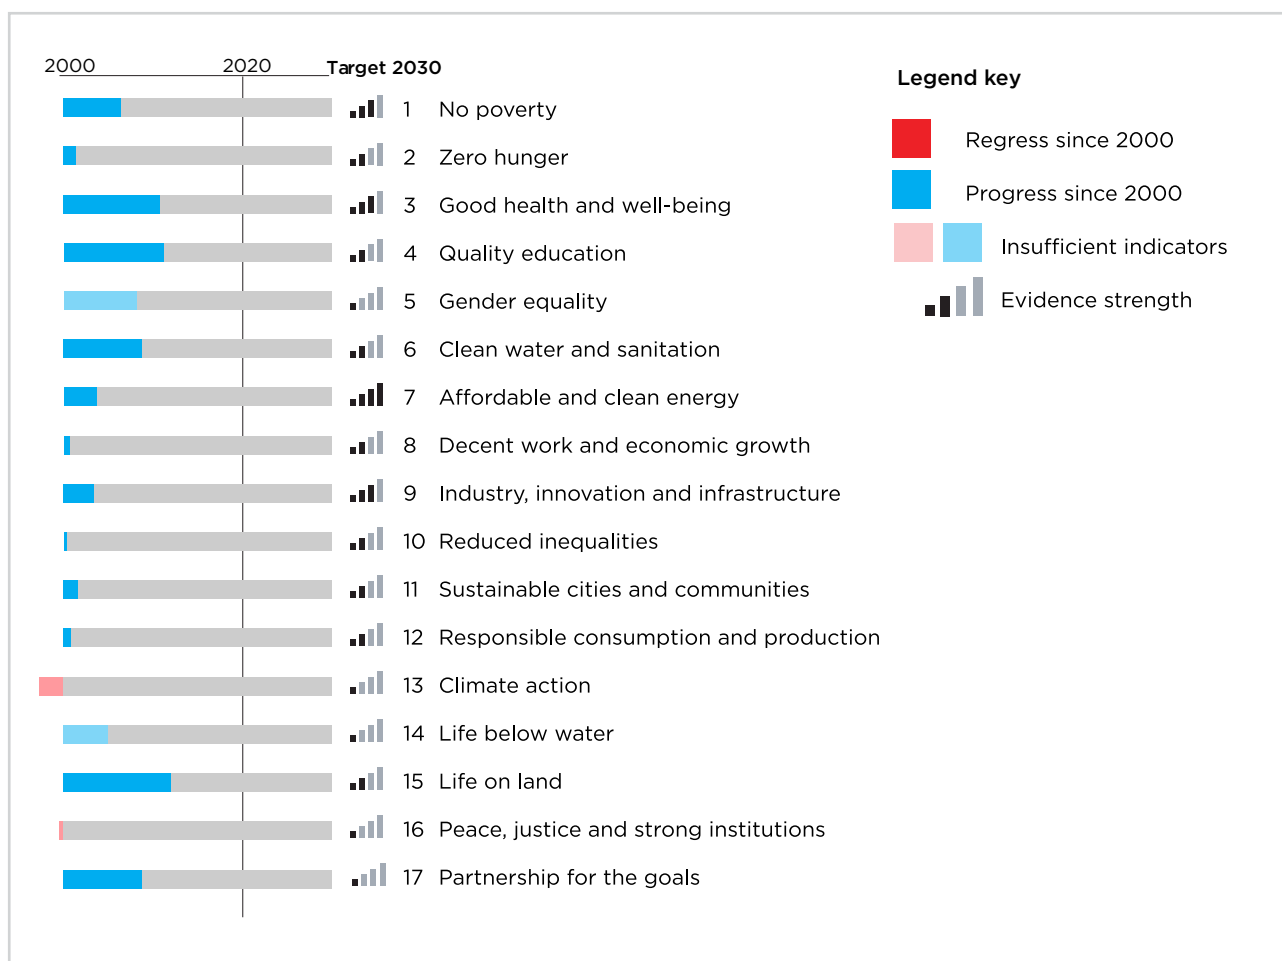 2000 2020 Target 2030
1 No poverty
2 Zero hunger
3 Good health and well-being
4 Quality education
5 Gender equality
6 Clean water and sanitation
7 Affordable and clean energy
8 Decent work and economic growth
9 Industry, innovation and infrastructure
10 Reduced inequalities
11 Sustainable cities and communities
12 Responsible consumption and production
13 Climate action
14 Life below water
15 Life on land
16 Peace, justice and strong institutions
17 Partnership for the goals
Legend key
Regress since 2000
Progress since 2000
Insufficient indicators
Evidence strength